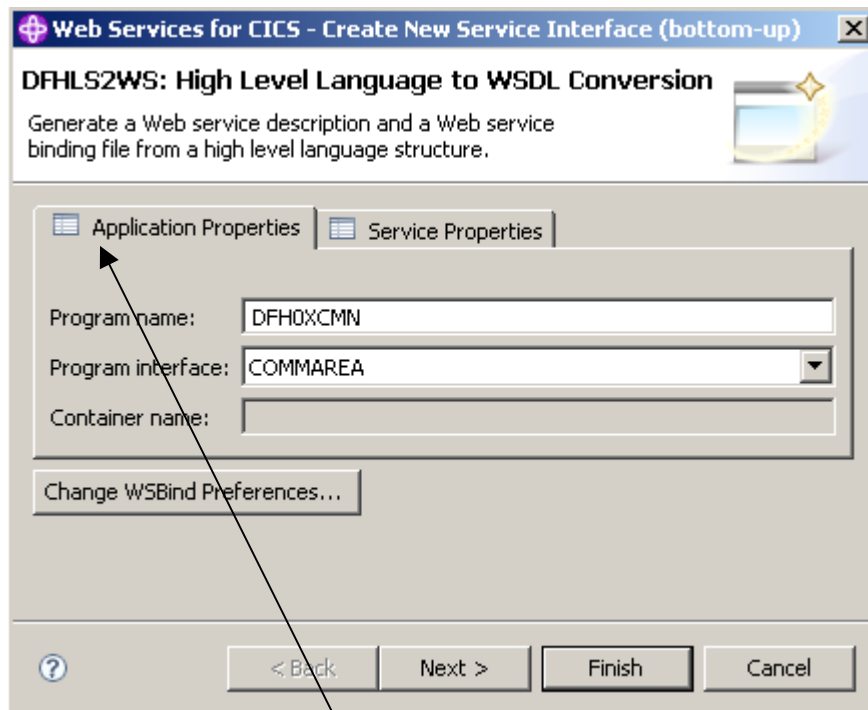 Web Services for CICS - Create New Service Interface (bottom-up)
DFHLS2WS: High Level Language to WSDL Conversion
Generate a Web service description and a Web service
binding file from a high level language structure.
Application Properties Service Properties
Program name: DFH0XCMN
Program interface: COMMAREA
Container name:
Change WSBind Preferences...
? < Back Next > Finish Cancel